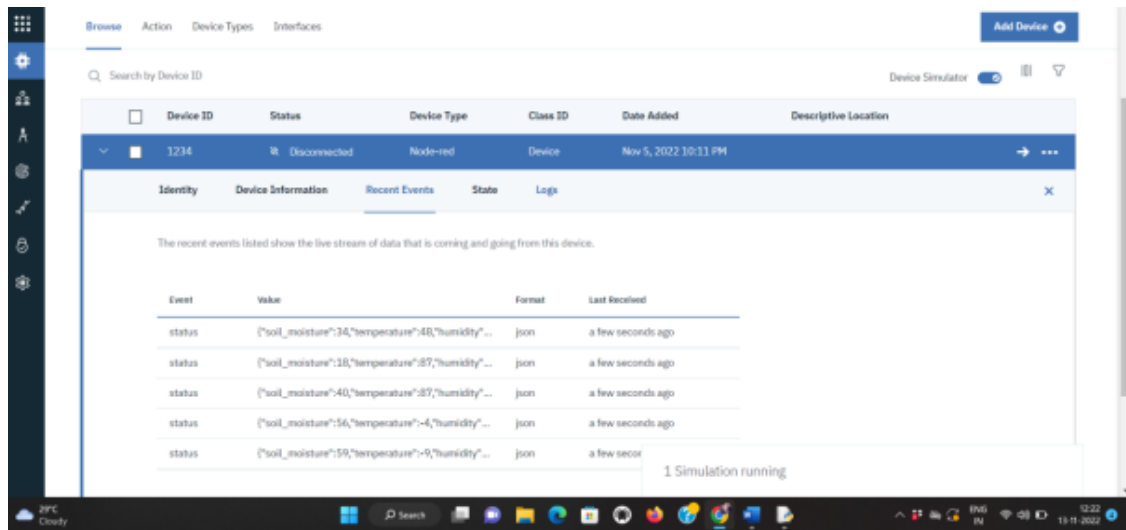 Browse Action Device Types Interfaces Add Device
Search by Device ID Device Simulator
Device ID Status Device Type Class ID Date Added Descriptive Location
1234 Disconnected Node-red Device Nov 5, 2022 10:11 PM
Identity Device Information Recent Events State Logs
The recent events listed show the live stream of data that is coming and going from this device.
Event Value Format Last Received
status {"soil_moisture":34,"temperature":48,"humidity"... json a few seconds ago
status {"soil_moisture":18,"temperature":87,"humidity"... json a few seconds ago
status {"soil_moisture":40,"temperature":87,"humidity"... json a few seconds ago
status {"soil_moisture":56,"temperature":-4,"humidity"... json a few seconds ago
status {"soil_moisture":59,"temperature":-9,"humidity"... json a few secon
1 Simulation running
29°C Search ENG 12:22
Cloudy IN 13-11-2022